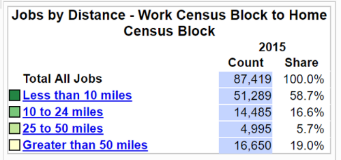 Jobs by Distance - Work Census Block to Home
Census Block
2015
Count Share
Total All Jobs 87,419 100.0%
Less than 10 miles 51,289 58.7%
10 to 24 miles 14,485 16.6%
25 to 50 miles 4,995 5.7%
Greater than 50 miles 16,650 19.0%